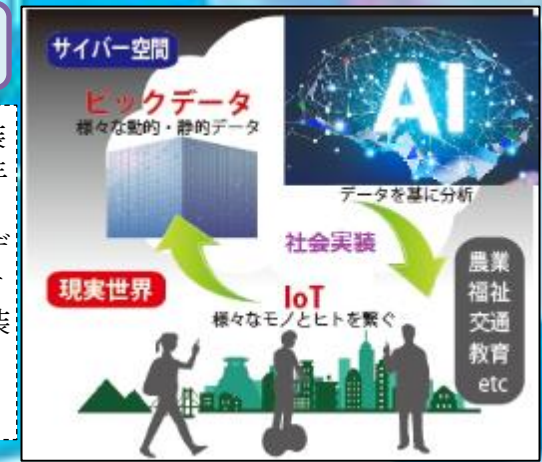 サイバー空間
ビックデータ
様々な動的・静的データ
AI
データを基に分析
社会実装
現実世界
IoT
様々なモノとヒトを繋ぐ
農業
福祉
交通
教育
etc